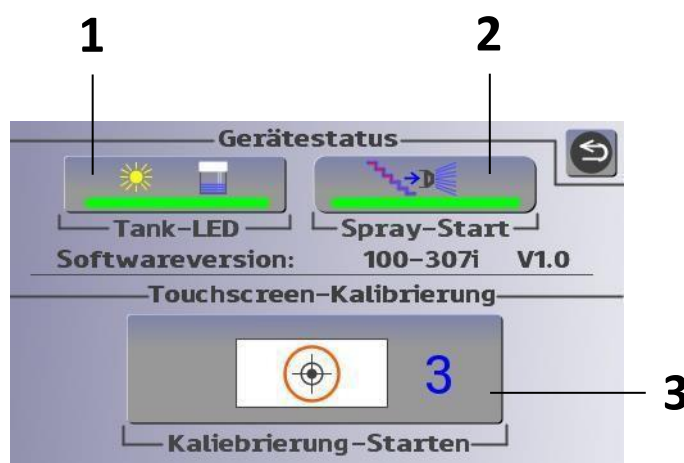 1 2
Gerätestatus
Tank-LED Spray-Start
Softwareversion: 100-307i V1.0
Touchscreen-Kalibrierung
3 3
Kaliebrierung-Starten